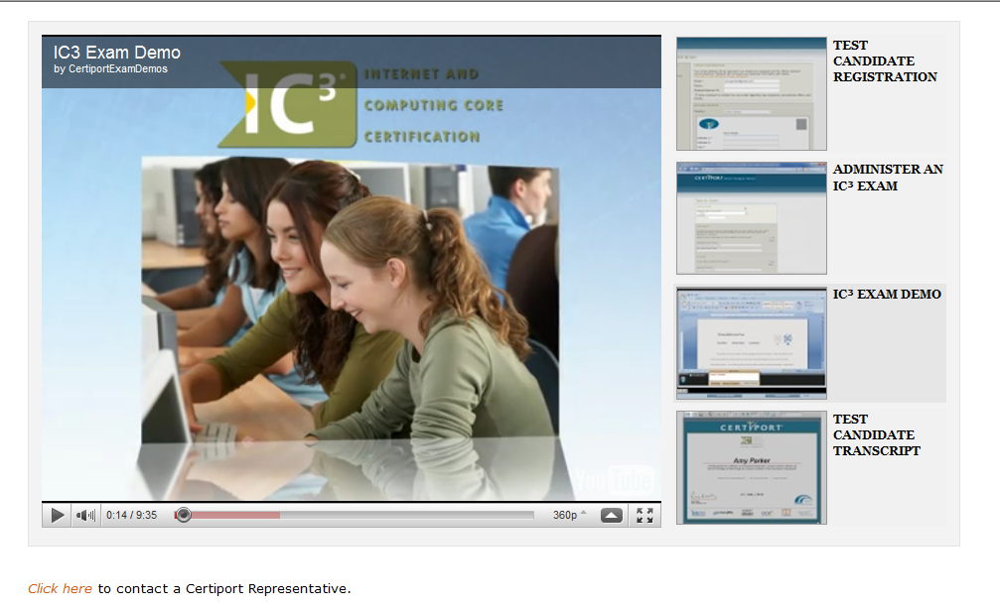 IC3 Exam Demo
by CertiportExamDemos
IC3®
INTERNET AND
COMPUTING CORE
CERTIFICATION
YouTube
0:14 / 9:35
360p
TEST
CANDIDATE
REGISTRATION
CERTIPORT
ADMINISTER AN
IC³ EXAM
IC³ EXAM DEMO
CERTIPORT
Amy Parker
TEST
CANDIDATE
TRANSCRIPT
Click here to contact a Certiport Representative.